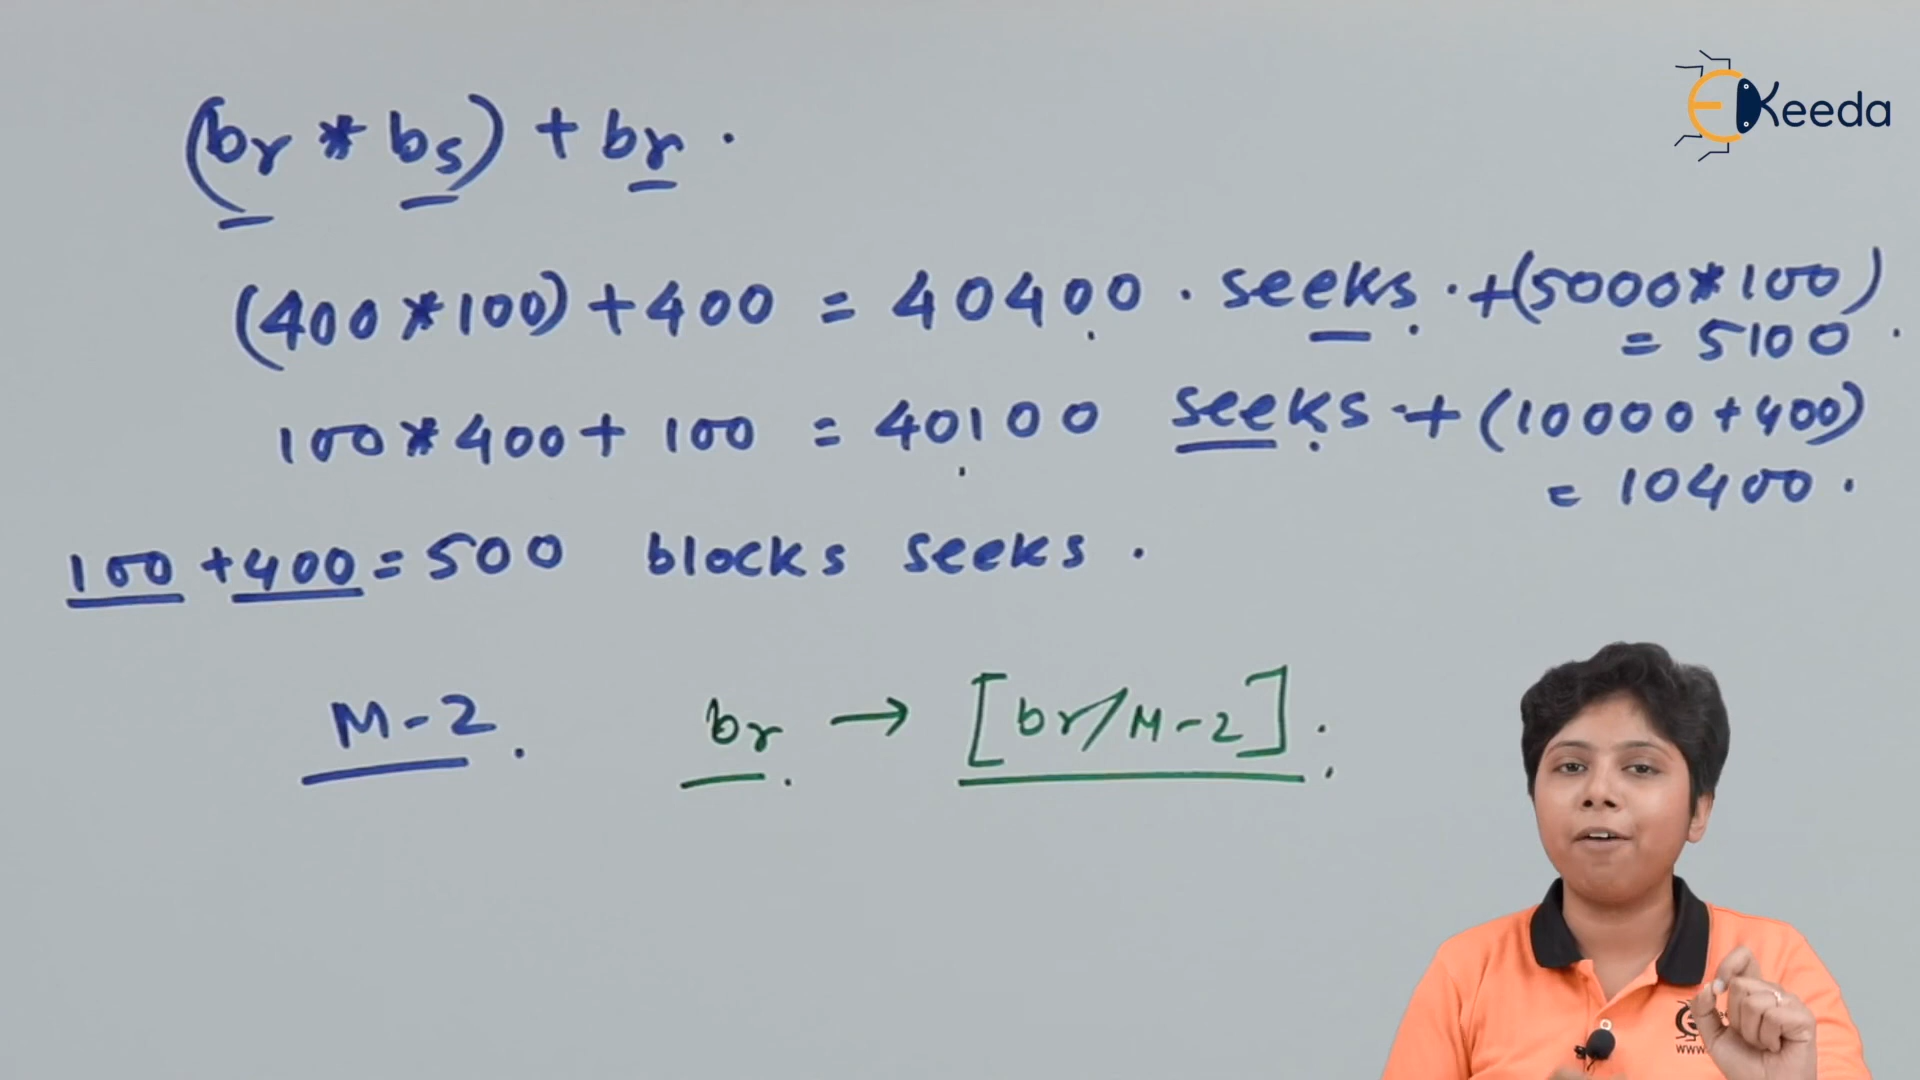 EKeeda
(br * bs) + br .
(400 * 100) + 400 = 40400 . seeks . + (5000 * 100)
= 5100 .
100 * 400 + 100 = 40100 seeks . + (10000 + 400)
= 10400 .
100 + 400 = 500 blocks seeks .
M-2 . br . → [br/M-2] .